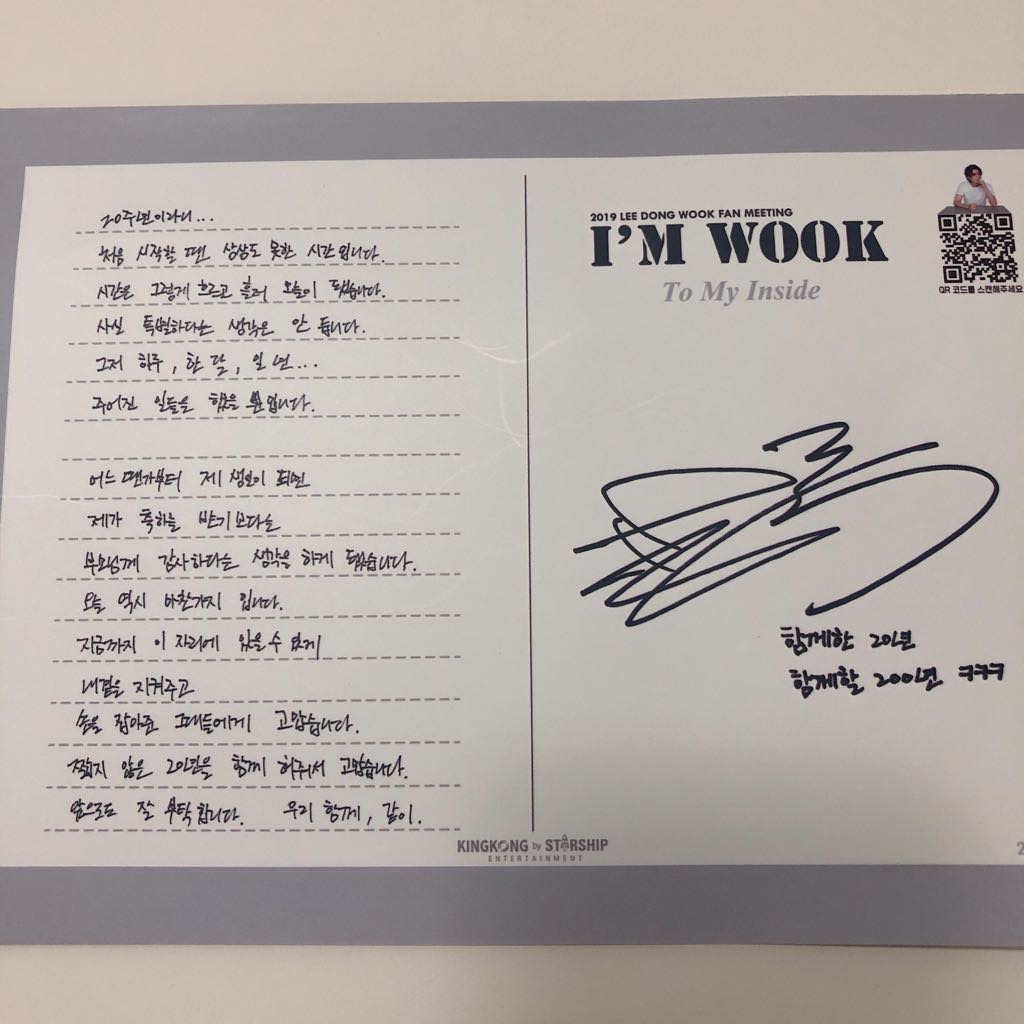 20주년이라니...
처음 시작할 땐 상상도 못한 시간입니다.
시간은 그렇게 흐르고 흘러 오늘이 됐습니다.
사실 특별하다는 생각은 안 듭니다.
그저 하루, 한 달, 일 년...
주어진 일들을 했을 뿐입니다.
어느 땐가부터 제 생일이 되면
제가 축하를 받기보다는
부모님께 감사하다는 생각을 하게 됐습니다.
오늘 역시 마찬가지 입니다.
지금까지 이 자리에 있을 수 있게
내 곁을 지켜주고
손을 잡아준 그대들에게 고맙습니다.
짧지 않은 20년을 함께 해줘서 고맙습니다.
앞으로도 잘 부탁합니다. 우리 함께, 같이.
2019 LEE DONG WOOK FAN MEETING
I'M WOOK
To My Inside
QR 코드를 스캔해주세요
함께한 20년
함께할 200년 ㅋㅋㅋ
KINGKONG by STARSHIP
ENTERTAINMENT